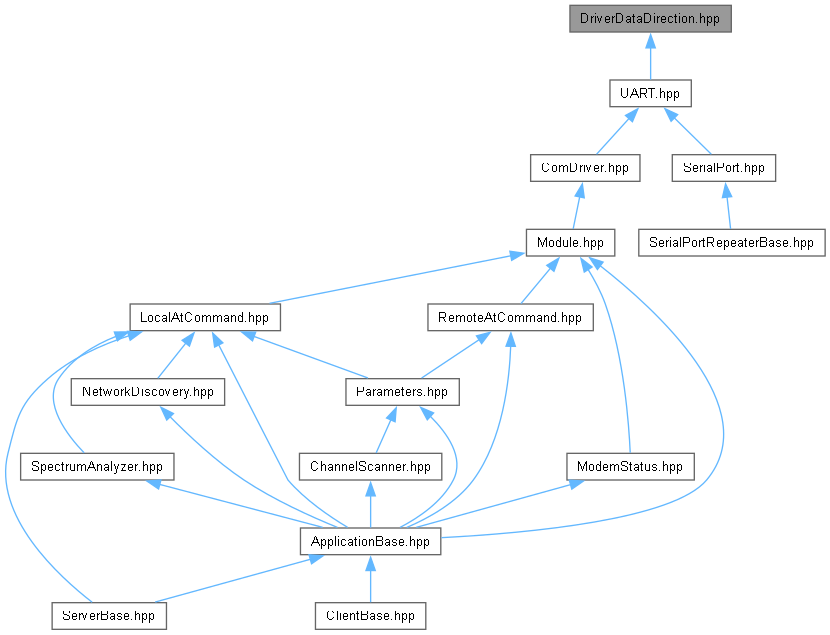 DriverDataDirection.hpp
UART.hpp
ComDriver.hpp
SerialPort.hpp
Module.hpp
SerialPortRepeaterBase.hpp
LocalAtCommand.hpp
RemoteAtCommand.hpp
NetworkDiscovery.hpp
Parameters.hpp
SpectrumAnalyzer.hpp
ChannelScanner.hpp
ModemStatus.hpp
ApplicationBase.hpp
ServerBase.hpp
ClientBase.hpp